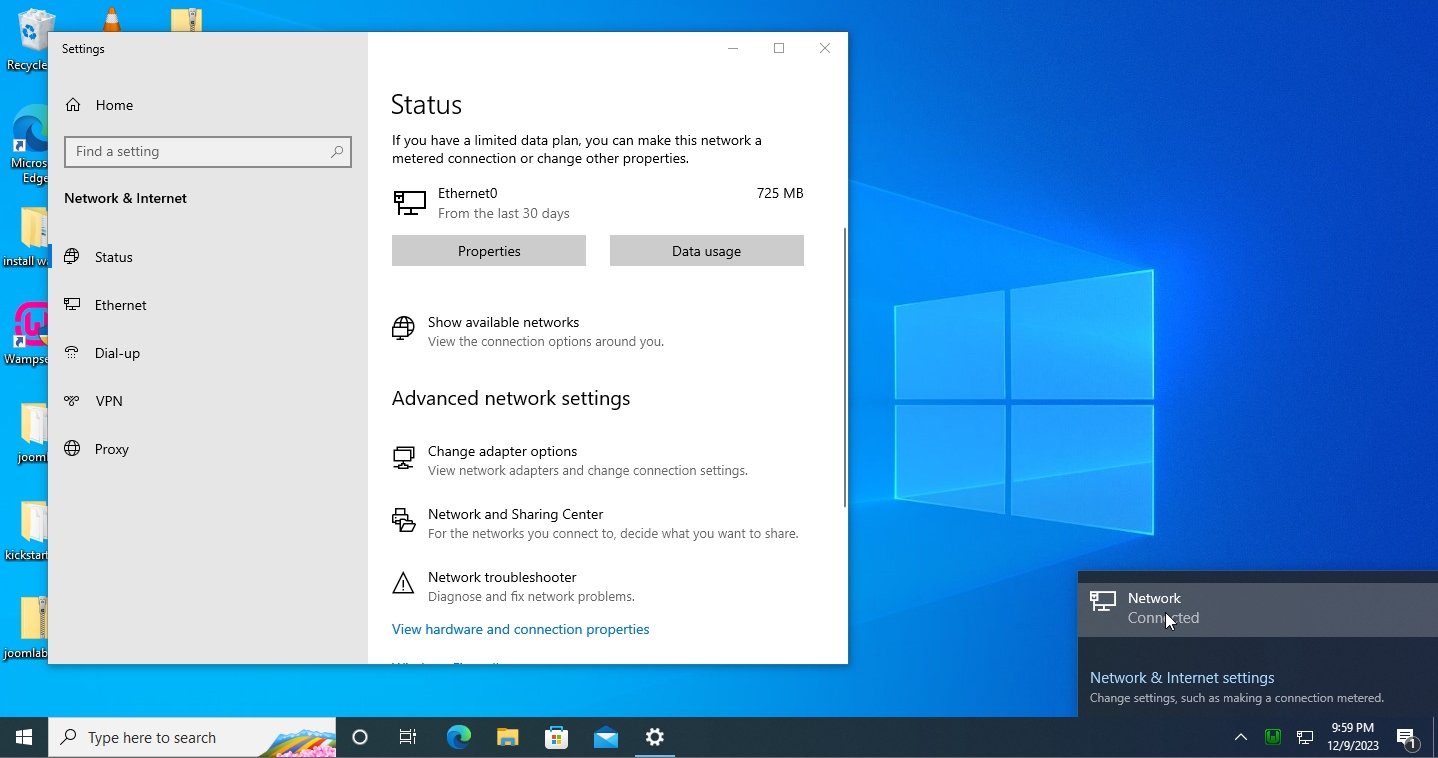 Recycle
Micros
Edge
install wa
Wampse
jooml
kickstart
joomlab
Settings
Home
Find a setting
Network & Internet
Status
Ethernet
Dial-up
VPN
Proxy
Status
If you have a limited data plan, you can make this network a
metered connection or change other properties.
Ethernet0 725 MB
From the last 30 days
Properties Data usage
Show available networks
View the connection options around you.
Advanced network settings
Change adapter options
View network adapters and change connection settings.
Network and Sharing Center
For the networks you connect to, decide what you want to share.
Network troubleshooter
Diagnose and fix network problems.
View hardware and connection properties
Network
Connected
Network & Internet settings
Change settings, such as making a connection metered.
Type here to search
9:59 PM
12/9/2023
1